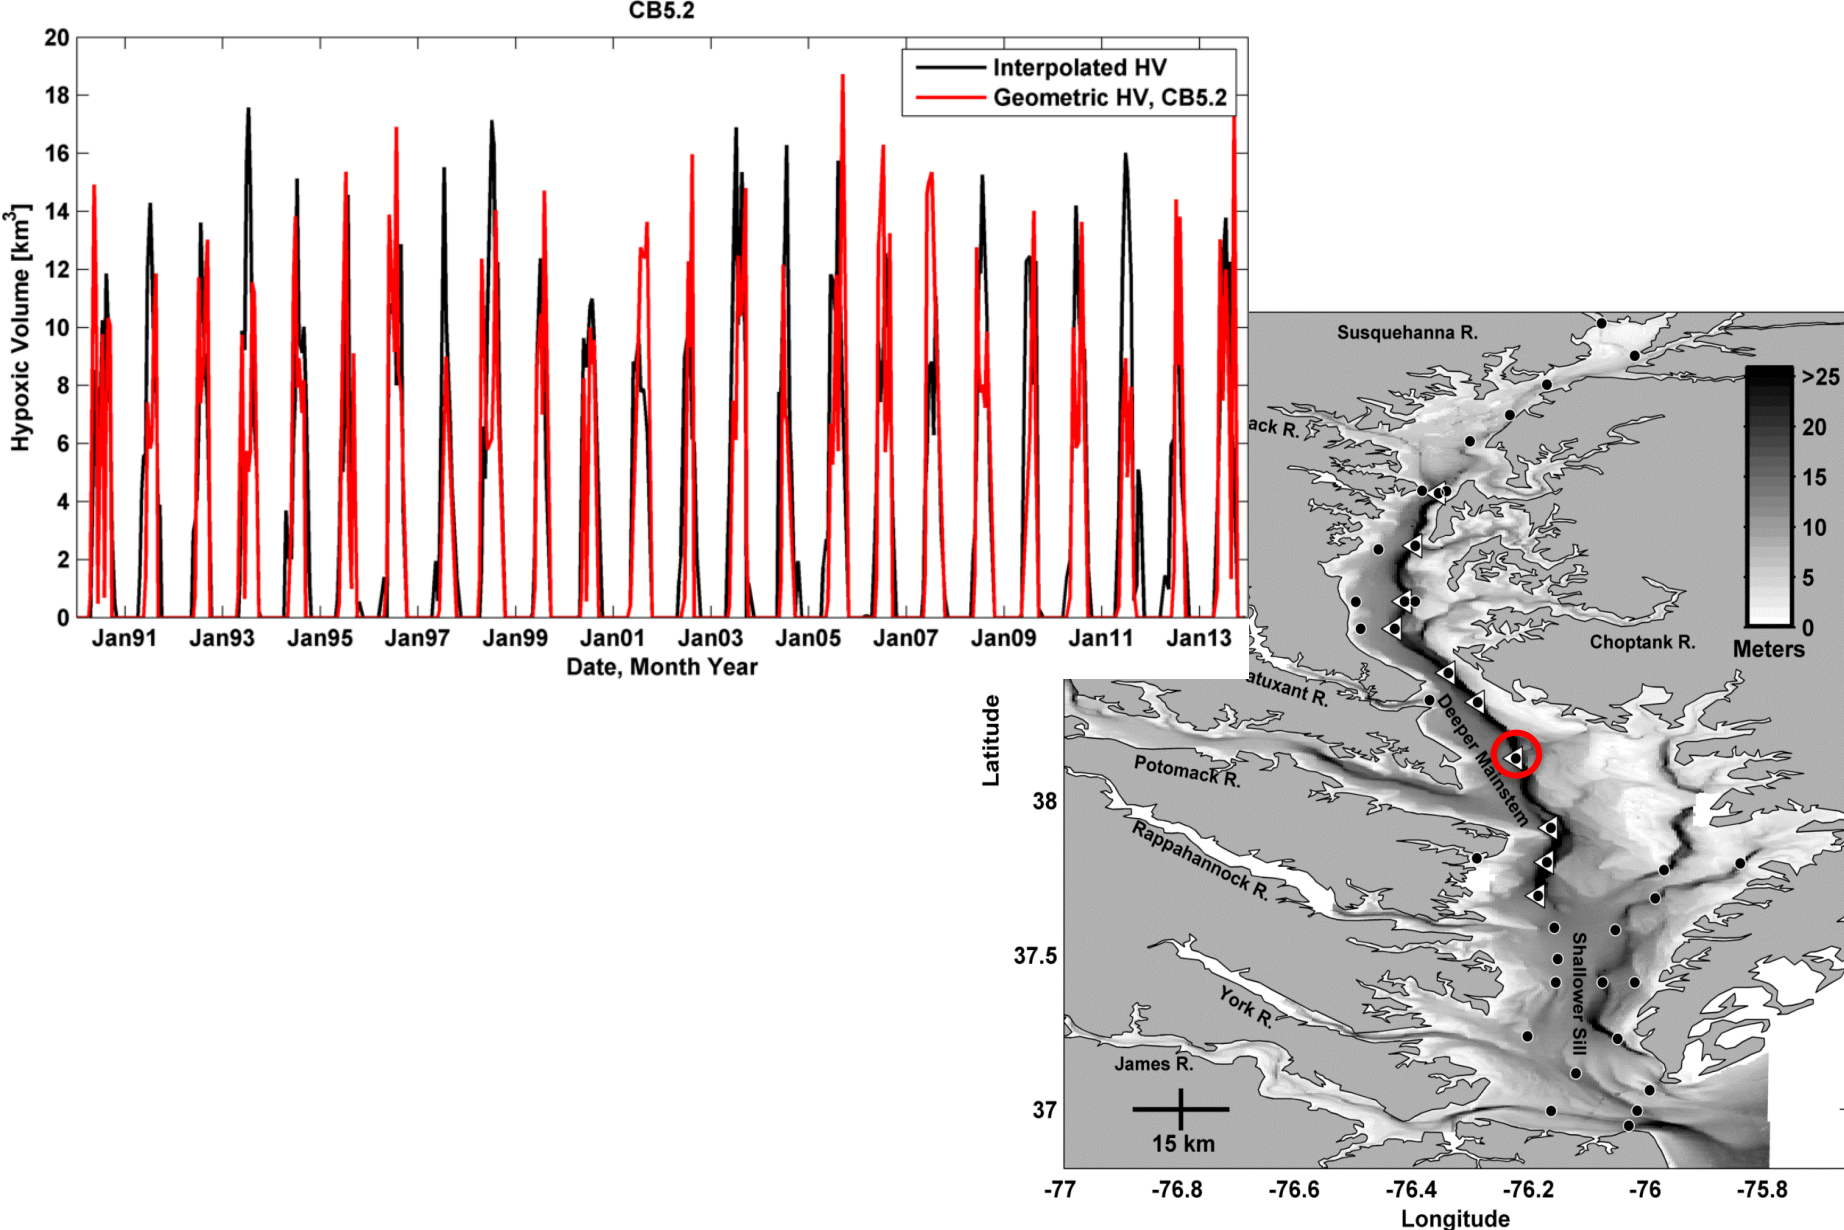 CB5.2
20
18
16
14
12
10
8
6
4
2
0
Hypoxic Volume [km³]
Interpolated HV
Geometric HV, CB5.2
Jan91 Jan93 Jan95 Jan97 Jan99 Jan01 Jan03 Jan05 Jan07 Jan09 Jan11 Jan13
Date, Month Year
Susquehanna R.
ack R.
>25
20
15
10
5
0
Meters
Choptank R.
atuxant R.
Deeper Mainstem
Potomack R.
Rappahannock R.
Shallower Sill
York R.
James R.
15 km
Latitude
38
37.5
37
-77 -76.8 -76.6 -76.4 -76.2 -76 -75.8
Longitude